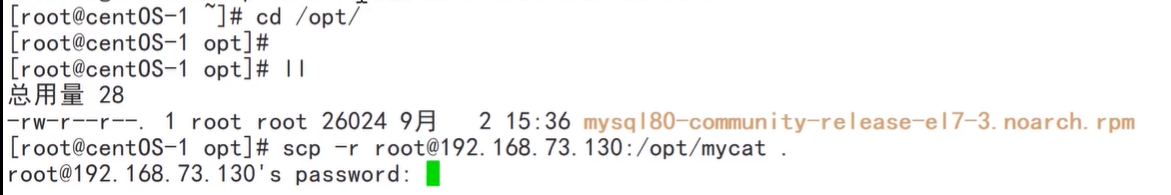 [root@centOS-1 ~]# cd /opt/
[root@centOS-1 opt]#
[root@centOS-1 opt]# ll
总用量 28
-rw-r--r--. 1 root root 26024 9月   2 15:36 mysql80-community-release-el7-3.noarch.rpm
[root@centOS-1 opt]# scp -r root@192.168.73.130:/opt/mycat .
root@192.168.73.130's password: